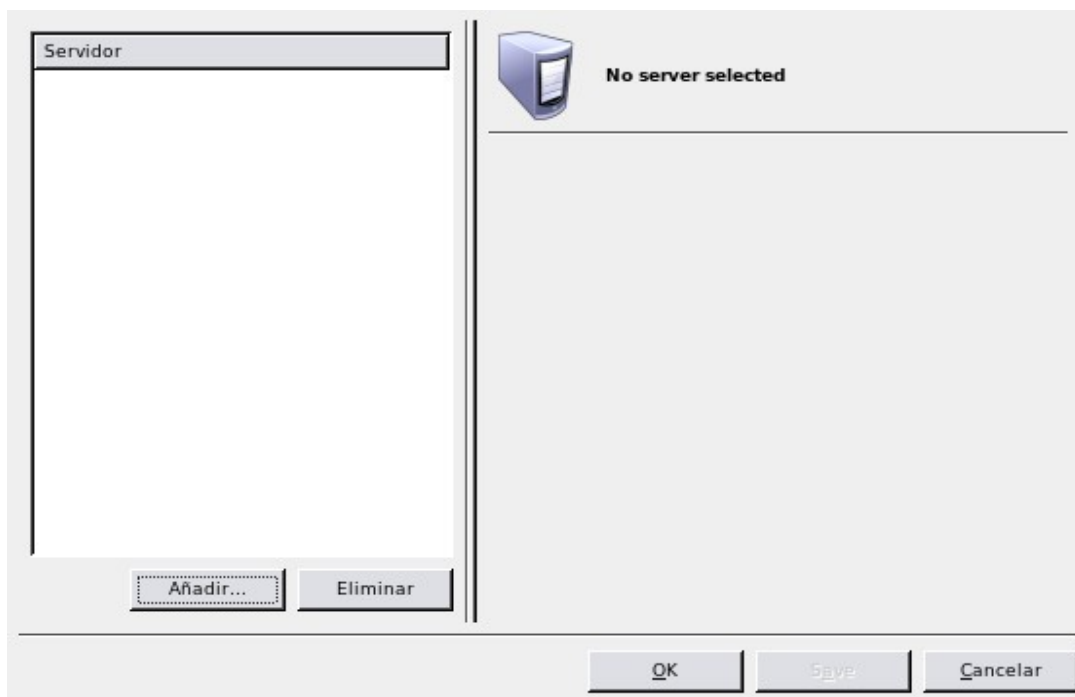 Servidor
No server selected
Añadir...
Eliminar
OK
Save
Cancelar